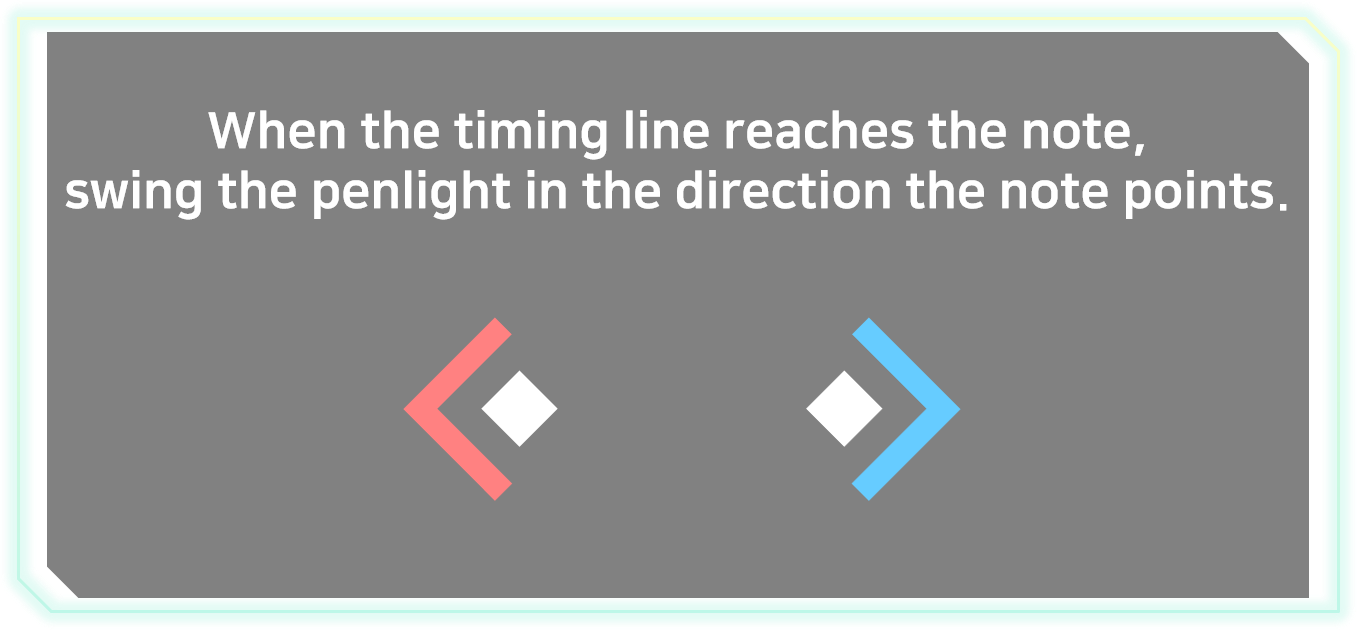 When the timing line reaches the note,
swing the penlight in the direction the note points.